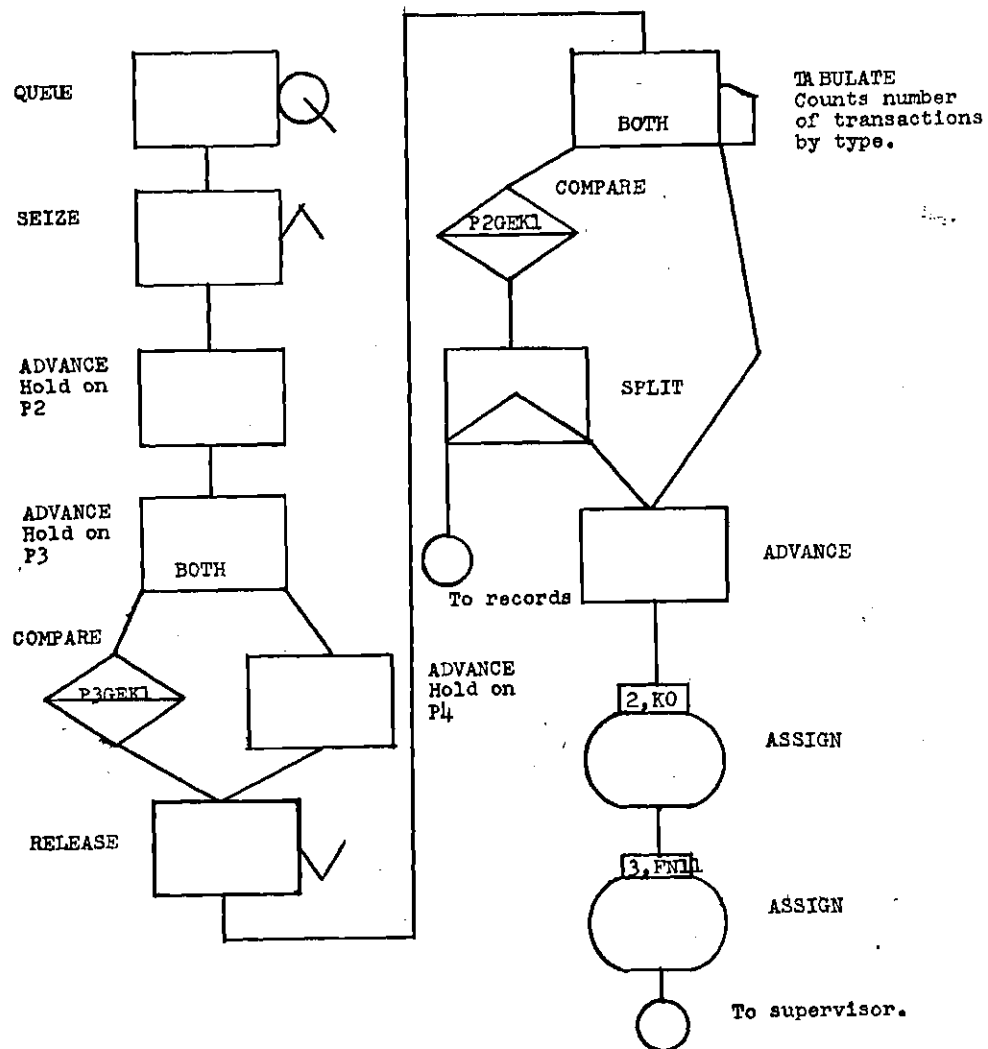 QUEUE
SEIZE
ADVANCE
Hold on
P2
ADVANCE
Hold on
P3
BOTH
COMPARE
P3GEK1
ADVANCE
Hold on
P4
RELEASE
BOTH
TABULATE
Counts number
of transactions
by type.
COMPARE
P2GEK1
SPLIT
To records
ADVANCE
2,K0
ASSIGN
3,FN11
ASSIGN
To supervisor.